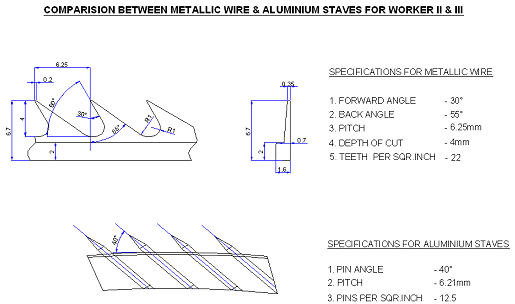 COMPARISION BETWEEN METALLIC WIRE & ALUMINIUM STAVES FOR WORKER II & III
6.25
0.2
60°
30°
55°
R1
R1
6.7
4
2
0.35
6.7
2
0.7
1.6
SPECIFICATIONS FOR METALLIC WIRE
1. FORWARD ANGLE - 30°
2. BACK ANGLE - 55°
3. PITCH - 6.25mm
4. DEPTH OF CUT - 4mm
5. TEETH PER SQR.INCH - 22
40°
SPECIFICATIONS FOR ALUMINIUM STAVES
1. PIN ANGLE - 40°
2. PITCH - 6.21mm
3. PINS PER SQR.INCH - 12.5